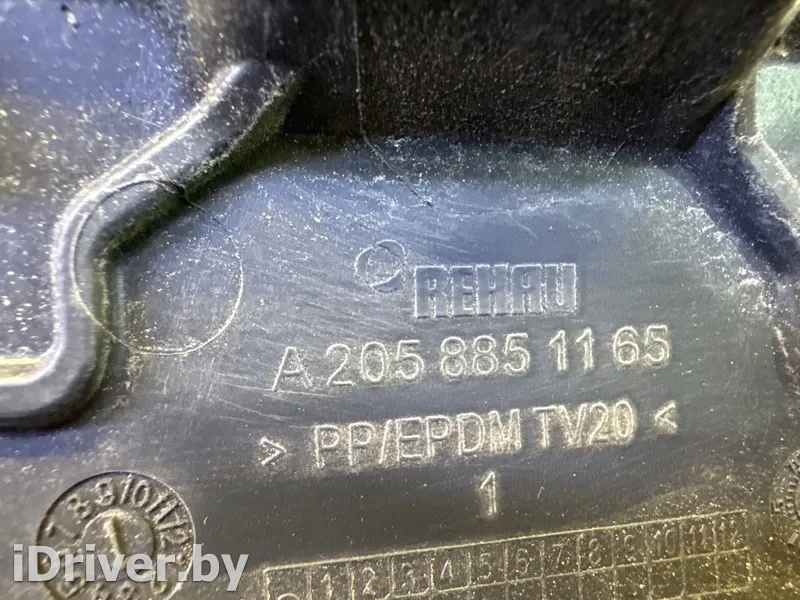 REHAU
A 205 885 11 65
> PP/EPDM TV20 <
1
1 2 3 4 5 6 7 8 9 10 11 12
iDriver.by